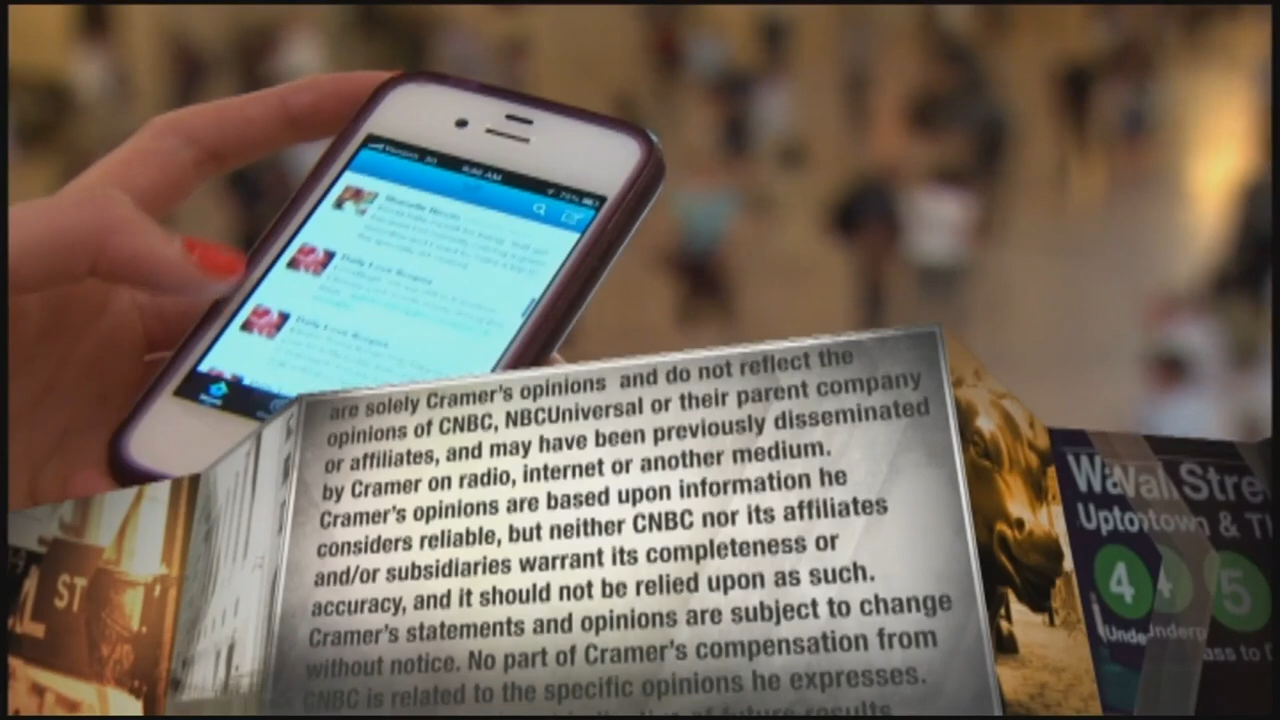 are solely Cramer's opinions and do not reflect the
opinions of CNBC, NBCUniversal or their parent company
or affiliates, and may have been previously disseminated
by Cramer on radio, internet or another medium.
Cramer's opinions are based upon information he
considers reliable, but neither CNBC nor its affiliates
and/or subsidiaries warrant its completeness or
accuracy, and it should not be relied upon as such.
Cramer's statements and opinions are subject to change
without notice. No part of Cramer's compensation from
CNBC is related to the specific opinions he expresses.
of future results
ST
Uptown &
4
5